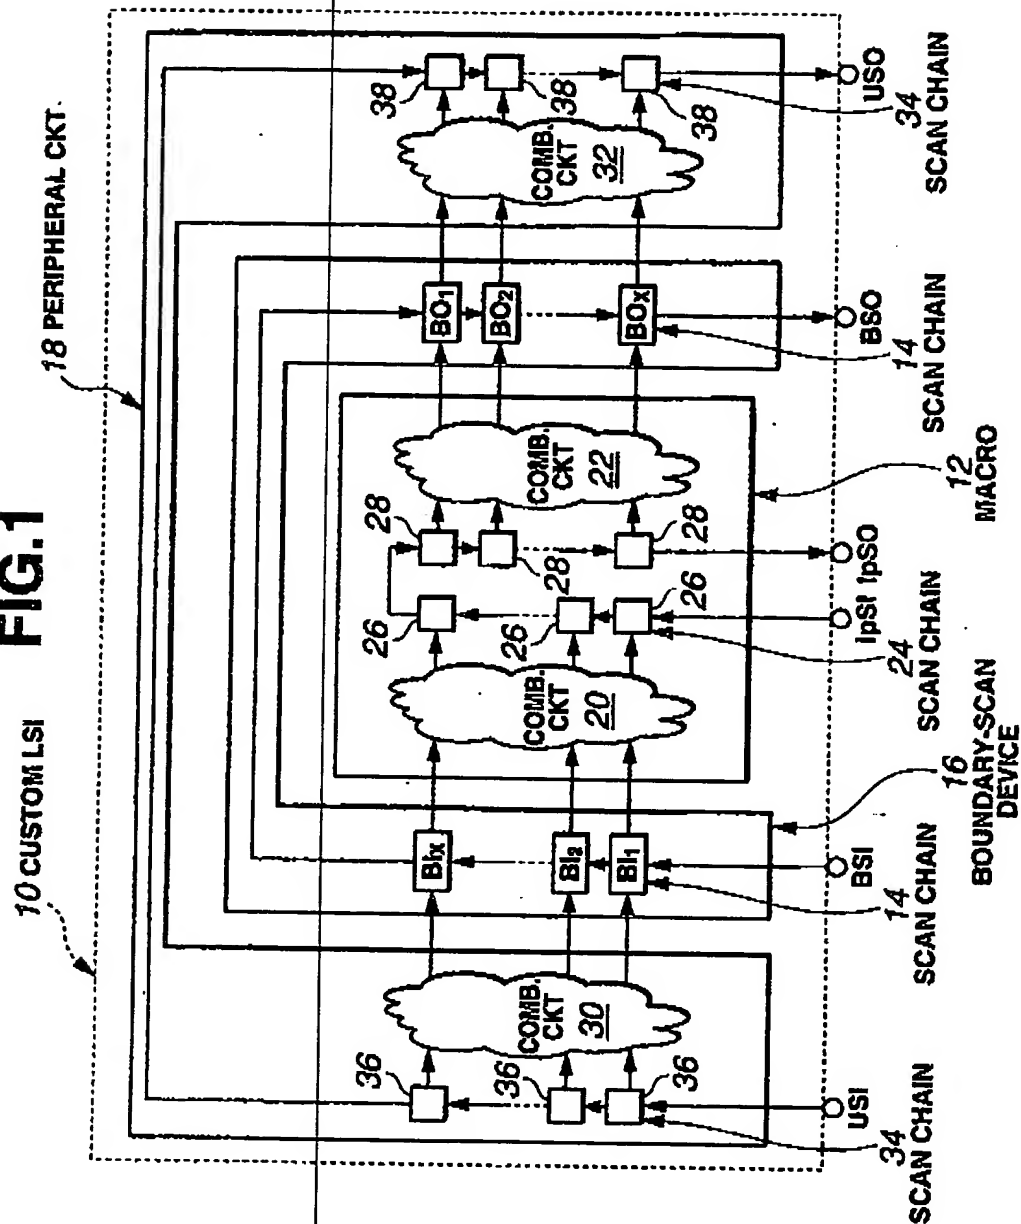 FIG.1
10 CUSTOM LSI
18 PERIPHERAL CKT.
36
36
36
COMB.
CKT
30
BIX
BI2
BI1
COMB.
CKT
20
26
26
26
28
28
28
COMB.
CKT
22
BO1
BO2
BOX
COMB.
CKT
32
38
38
38
USI
BSI
IpSI
IpSO
BSO
USO
34
SCAN CHAIN
14
SCAN CHAIN
16
BOUNDARY-SCAN
DEVICE
24
SCAN CHAIN
12
MACRO
14
SCAN CHAIN
34
SCAN CHAIN